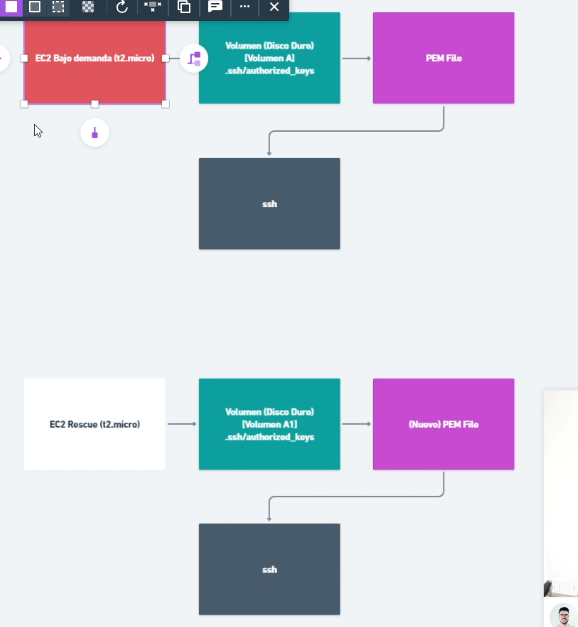 EC2 Bajo demanda (t2.micro)
Volumen (Disco Duro)
[Volumen A]
.ssh/authorized_keys
PEM File
ssh
EC2 Rescue (t2.micro)
Volumen (Disco Duro)
[Volumen A1]
.ssh/authorized_keys
(Nuevo) PEM File
ssh